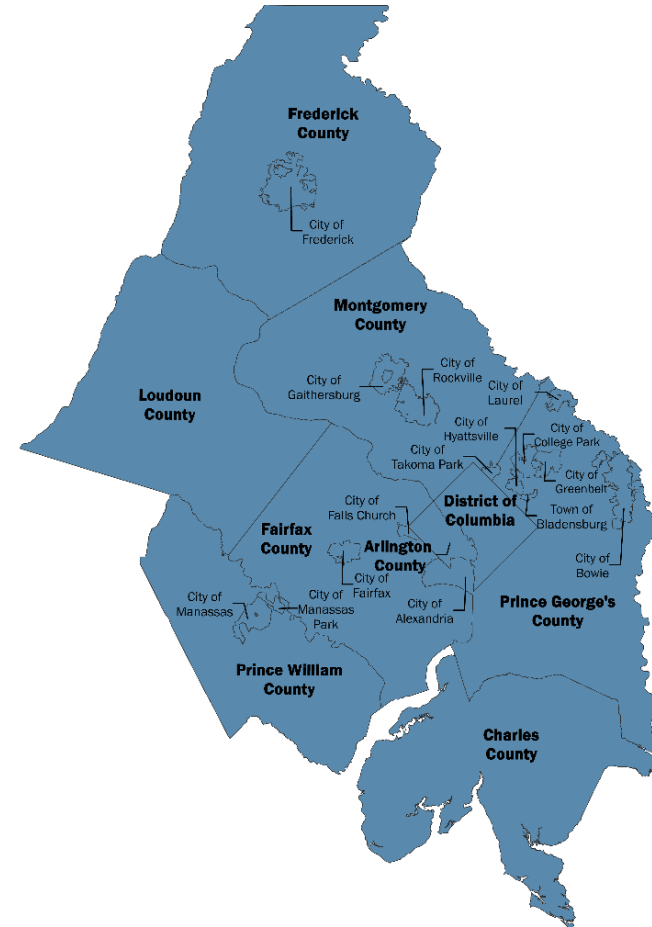 Frederick
County
City of
Frederick
Montgomery
County
City of
Rockville
City of
Gaithersburg
City of
Laurel
Loudoun
County
City of
Hyattsville
City of
College Park
City of
Takoma Park
City of
Greenbelt
District of
Columbia
City of
Falls Church
Town of
Bladensburg
Fairfax
County
Arlington
County
City of
Bowie
City of
Fairfax
City of
Manassas
City of
Manassas
Park
City of
Alexandria
Prince George's
County
Prince William
County
Charles
County